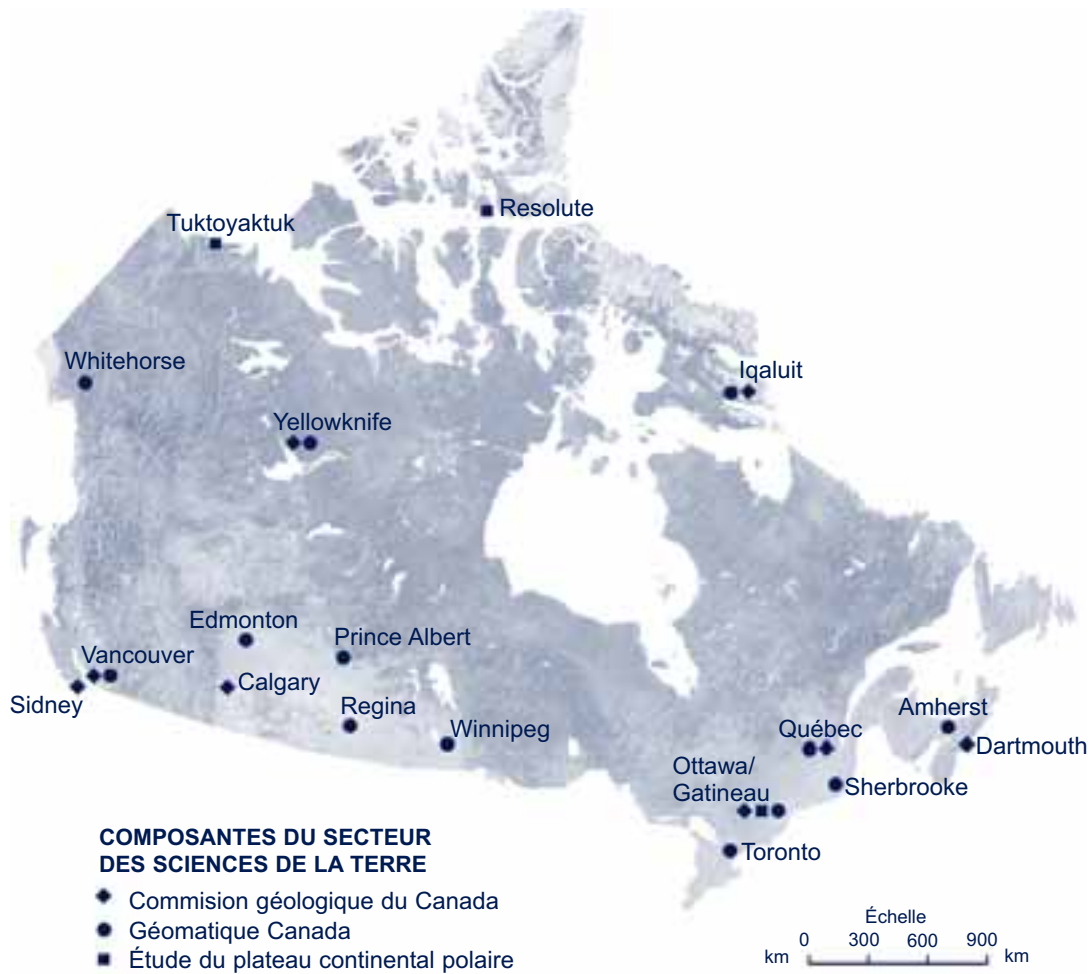 Resolute
Tuktoyaktuk
Whitehorse
Iqaluit
Yellowknife
Edmonton
Prince Albert
Vancouver
Calgary
Sidney
Regina
Winnipeg
Amherst
Québec
Dartmouth
Ottawa/
Gatineau
Sherbrooke
Toronto
COMPOSANTES DU SECTEUR
DES SCIENCES DE LA TERRE
Commision géologique du Canada
Géomatique Canada
Étude du plateau continental polaire
Échelle
km 0 300 600 900 km